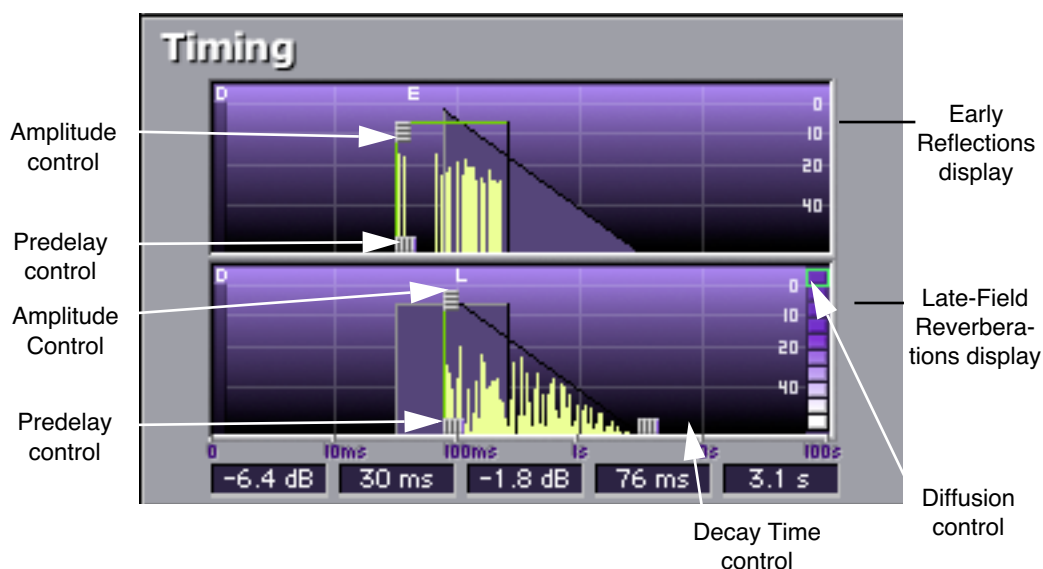 Timing
D
E
0
10
20
40
D
L
0
10
20
40
0
10ms
100ms
1s
100s
-6.4 dB
30 ms
-1.8 dB
76 ms
3.1 s
Amplitude
control
Predelay
control
Amplitude
Control
Predelay
control
Early
Reflections
display
Late-Field
Reverbera-
tions display
Diffusion
control
Decay Time
control